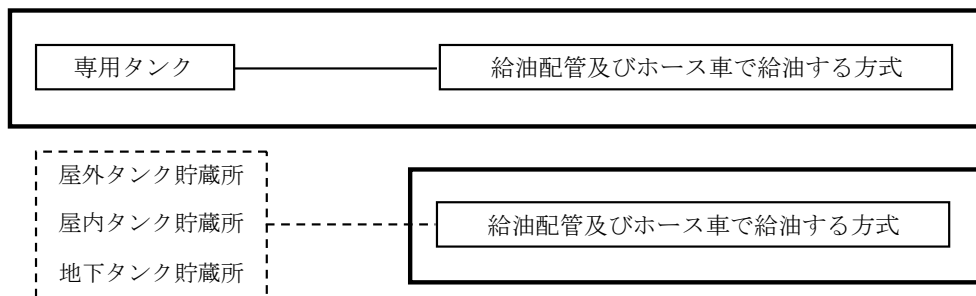 専用タンク
給油配管及びホース車で給油する方式
屋外タンク貯蔵所
屋内タンク貯蔵所
給油配管及びホース車で給油する方式
地下タンク貯蔵所